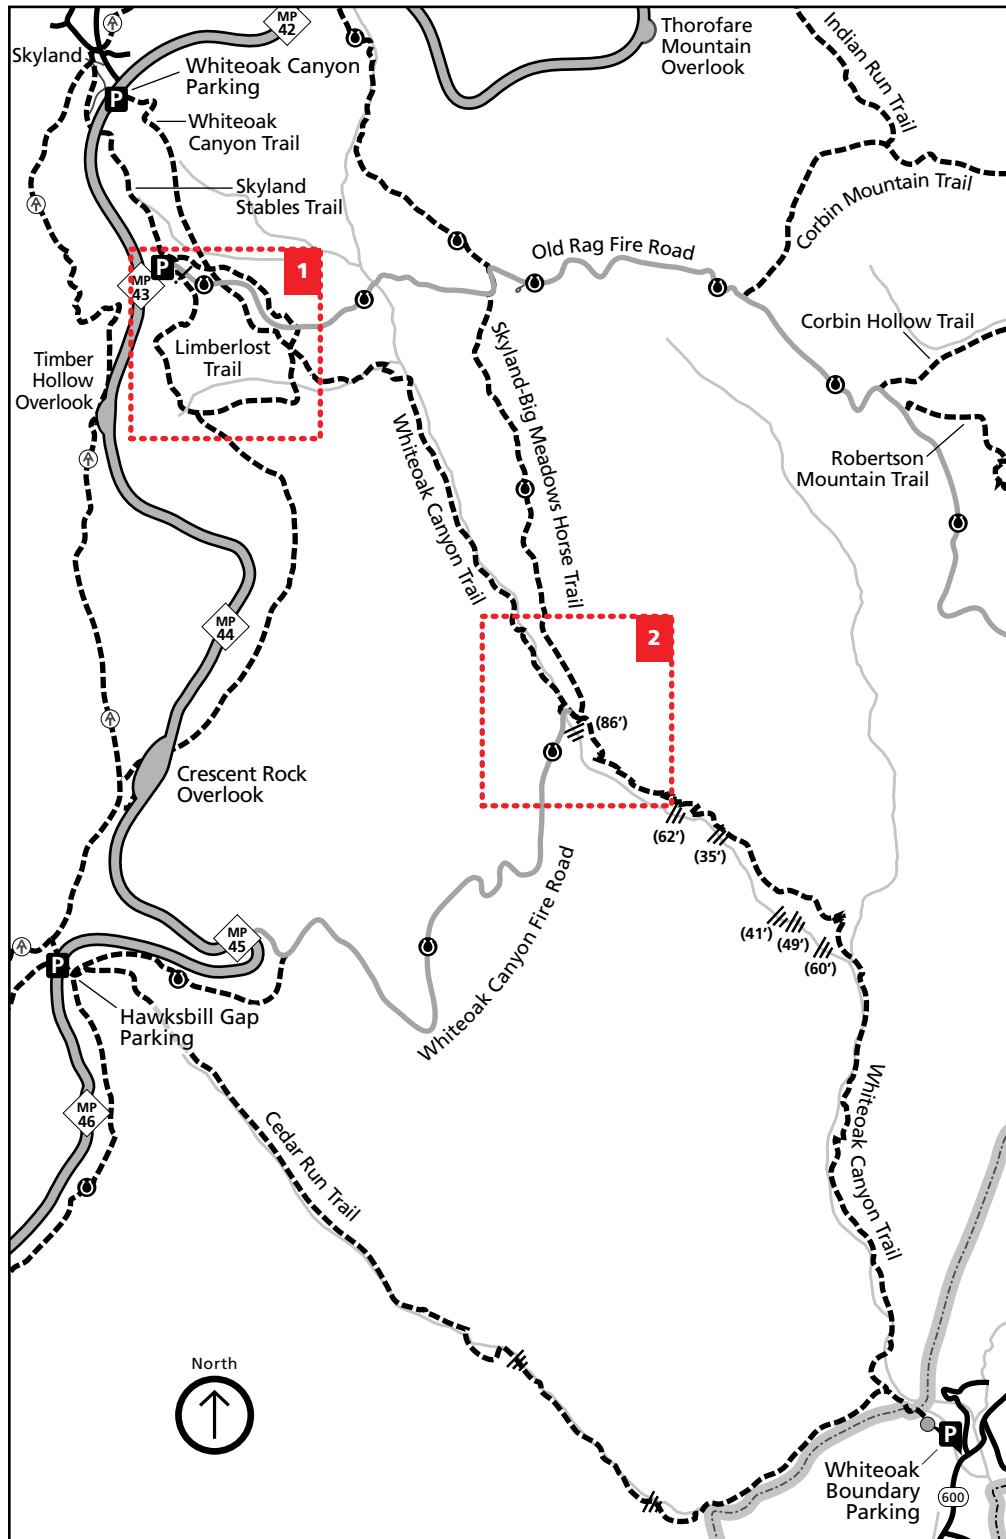 MP
42
Thorofare
Mountain
Overlook
Skyland
Whiteoak Canyon
Parking
P
Whiteoak
Canyon Trail
Skyland
Stables Trail
Indian Run Trail
Corbin Mountain Trail
Old Rag Fire Road
P
MP
43
1
Limberlost
Trail
Timber
Hollow
Overlook
Corbin Hollow Trail
Robertson
Mountain Trail
Skyland-Big Meadows Horse Trail
Whiteoak Canyon Trail
MP
44
2
(86’)
Crescent Rock
Overlook
(62’)
(35’)
(41’)
(49’)
(60’)
Whiteoak Canyon Fire Road
MP
45
P
Hawksbill Gap
Parking
MP
46
Cedar Run Trail
Whiteoak Canyon Trail
North
P
Whiteoak
Boundary
Parking
600